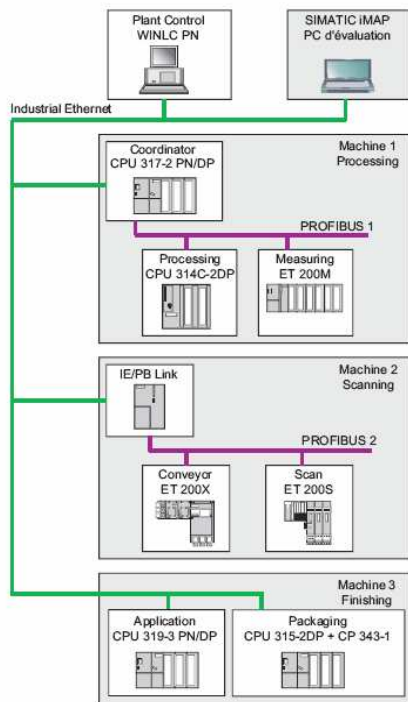 Plant Control
WINLC PN
SIMATIC iMAP
PC d'évaluation
Industrial Ethernet
Machine 1
Processing
Coordinator
CPU 317-2 PN/DP
PROFIBUS 1
Processing
CPU 314C-2DP
Measuring
ET 200M
Machine 2
Scanning
IE/PB Link
PROFIBUS 2
Conveyor
ET 200X
Scan
ET 200S
Machine 3
Finishing
Application
CPU 319-3 PN/DP
Packaging
CPU 315-2DP + CP 343-1